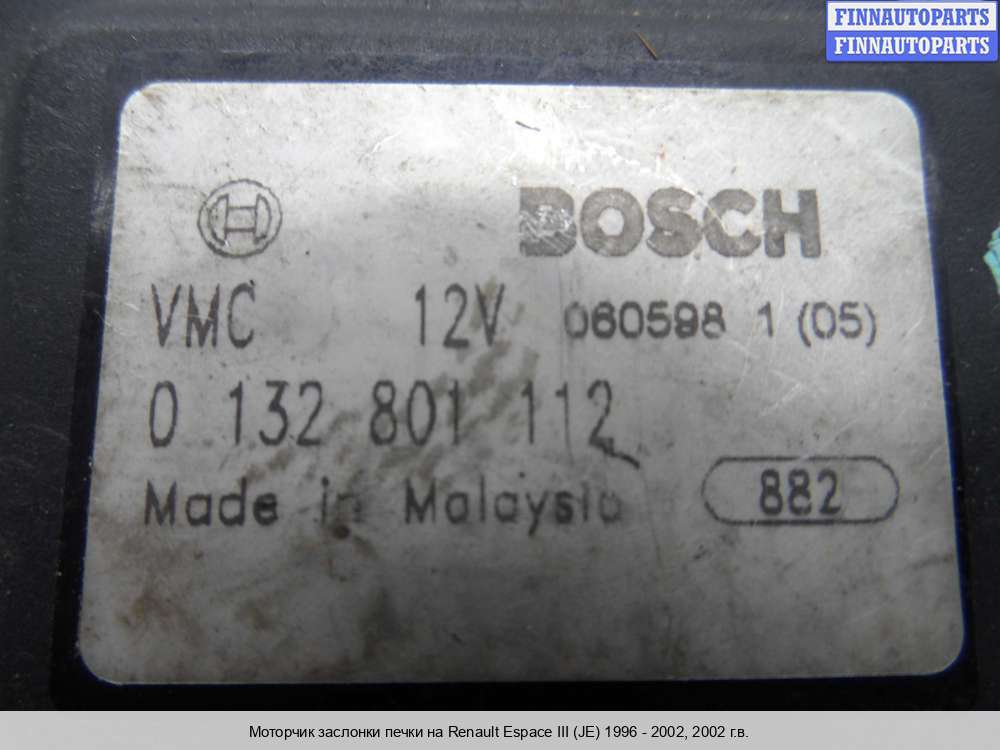 FINNAUTOPARTS
FINNAUTOPARTS
BOSCH
VMC 12V 060598 1 (05)
0 132 801 112
Made in Malaysia
882
Моторчик заслонки печки на Renault Espace III (JE) 1996 - 2002, 2002 г.в.